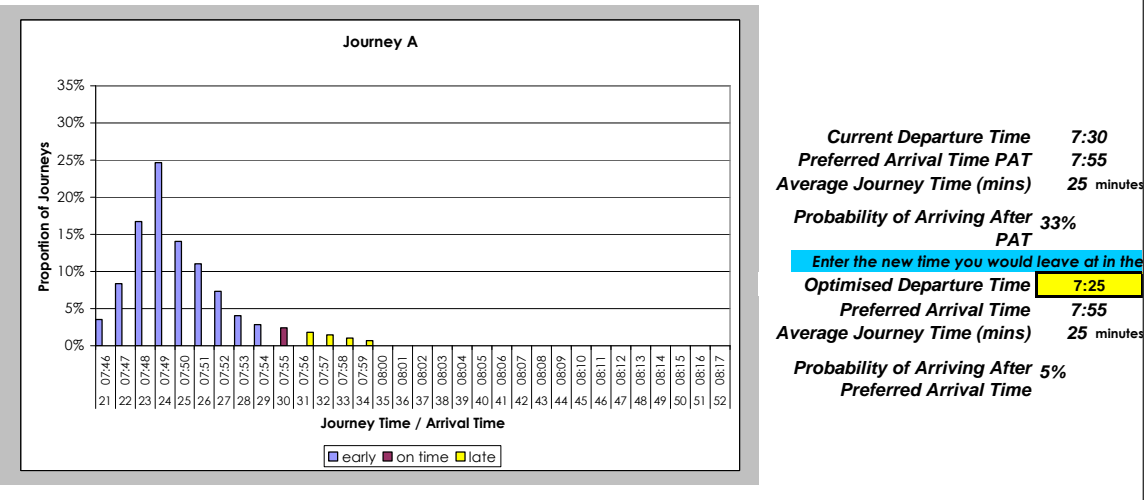 Journey A
35%
30%
25%
20%
15%
10%
5%
0%
Proportion of Journeys
07:46 07:47 07:48 07:49 07:50 07:51 07:52 07:53 07:54 07:55 07:56 07:57 07:58 07:59 08:00 08:01 08:02 08:03 08:04 08:05 08:06 08:07 08:08 08:09 08:10 08:11 08:12 08:13 08:14 08:15 08:16 08:17
21 22 23 24 25 26 27 28 29 30 31 32 33 34 35 36 37 38 39 40 41 42 43 44 45 46 47 48 49 50 51 52
Journey Time / Arrival Time
early on time late
Current Departure Time 7:30
Preferred Arrival Time PAT 7:55
Average Journey Time (mins) 25 minutes
Probability of Arriving After 33%
PAT
Enter the new time you would leave at in the
Optimised Departure Time 7:25
Preferred Arrival Time 7:55
Average Journey Time (mins) 25 minutes
Probability of Arriving After 5%
Preferred Arrival Time